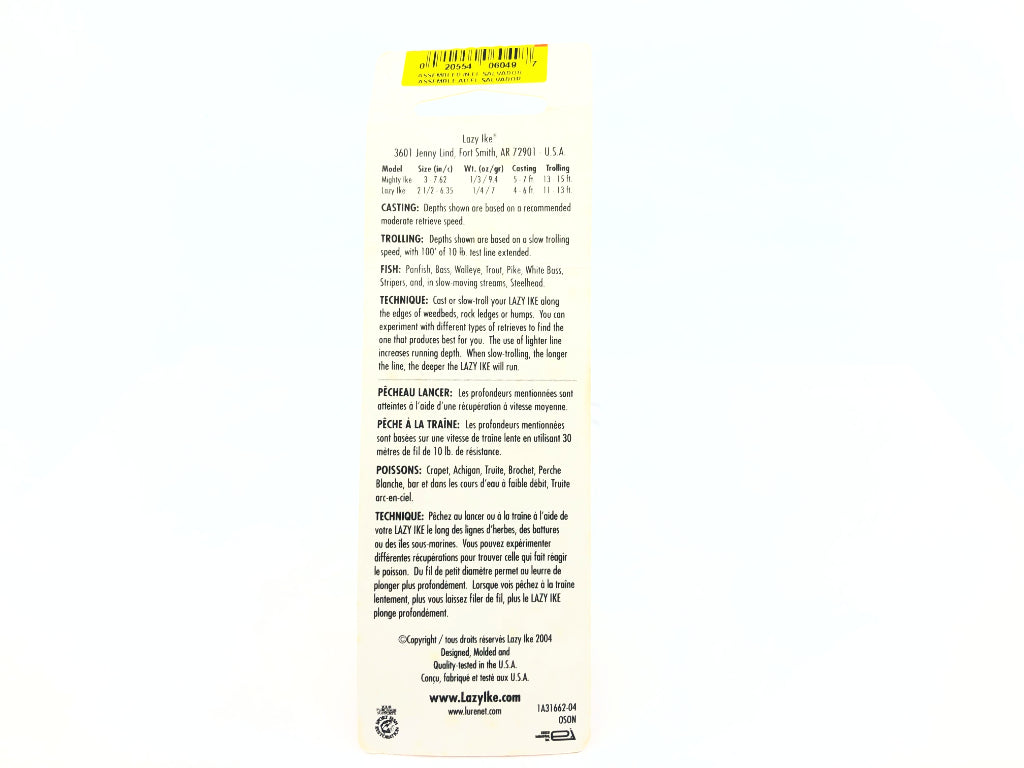 0 20554 06049 7
ASSEMBLED IN EL SALVADOR
ASSEMBLE AU EL SALVADOR
Lazy Ike®
3601 Jenny Lind, Fort Smith, AR 72901 - U.S.A.
Model Size (in/c) Wt. (oz/gr) Casting Trolling
Mighty Ike 3 - 7.62 1/3 / 9.4 5 - 7 ft. 13 - 15 ft.
Lazy Ike 2 1/2 - 6.35 1/4 / 7 4 - 6 ft. 11 - 13 ft.
CASTING: Depths shown are based on a recommended
moderate retrieve speed.
TROLLING: Depths shown are based on a slow trolling
speed, with 100' of 10 lb. test line extended.
FISH: Panfish, Bass, Walleye, Trout, Pike, White Bass,
Stripers, and, in slow-moving streams, Steelhead.
TECHNIQUE: Cast or slow-troll your LAZY IKE along
the edges of weedbeds, rock ledges or humps. You can
experiment with different types of retrieves to find the
one that produces best for you. The use of lighter line
increases running depth. When slow-trolling, the longer
the line, the deeper the LAZY IKE will run.
PÊCHEAU LANCER: Les profondeurs mentionnées sont
atteintes à l'aide d'une récupération à vitesse moyenne.
PÊCHE À LA TRAÎNE: Les profondeurs mentionnées
sont basées sur une vitesse de traîne lente en utilisant 30
mètres de fil de 10 lb. de résistance.
POISSONS: Crapet, Achigan, Truite, Brochet, Perche
Blanche, bar et dans les cours d'eau à faible débit, Truite
arc-en-ciel.
TECHNIQUE: Pêchez au lancer ou à la traîne à l'aide de
votre LAZY IKE le long des lignes d'herbes, des battures
ou des îles sous-marines. Vous pouvez expérimenter
différentes récupérations pour trouver celle qui fait réagir
le poisson. Du fil de petit diamètre permet au leurre de
plonger plus profondément. Lorsque vois pêchez à la traîne
lentement, plus vous laissez filer de fil, plus le LAZY IKE
plonge profondément.
©Copyright / tous droits réservés Lazy Ike 2004
Designed, Molded and
Quality-tested in the U.S.A.
Conçu, fabriqué et testé aux U.S.A.
www.LazyIke.com
www.lurenet.com
1A31662-04
OSON
SPORT FISH
RESTORATION